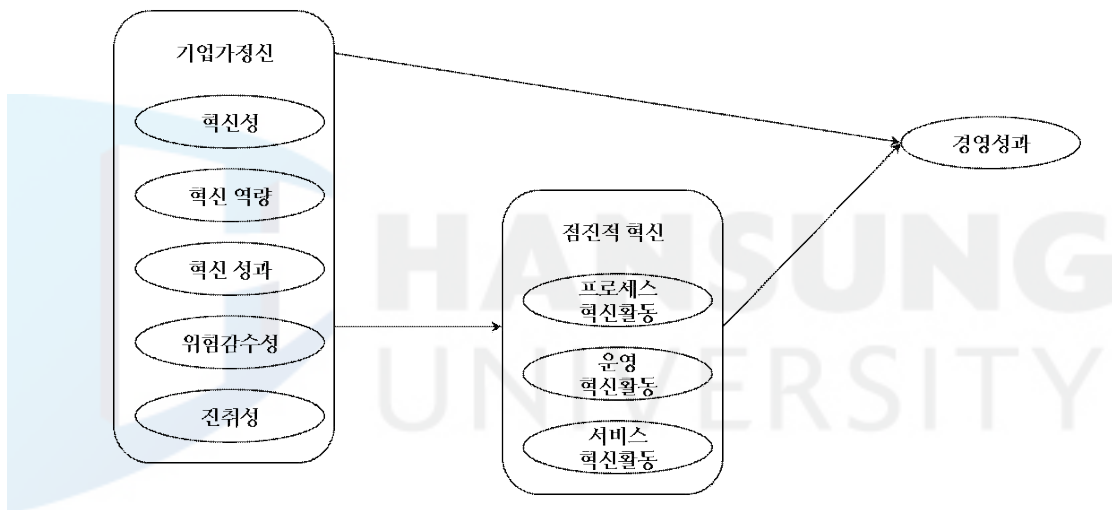 기업가정신
혁신성
혁신 역량
혁신 성과
위험감수성
진취성
점진적 혁신
프로세스
혁신활동
운영
혁신활동
서비스
혁신활동
경영성과
HANSUNG
UNIVERSITY